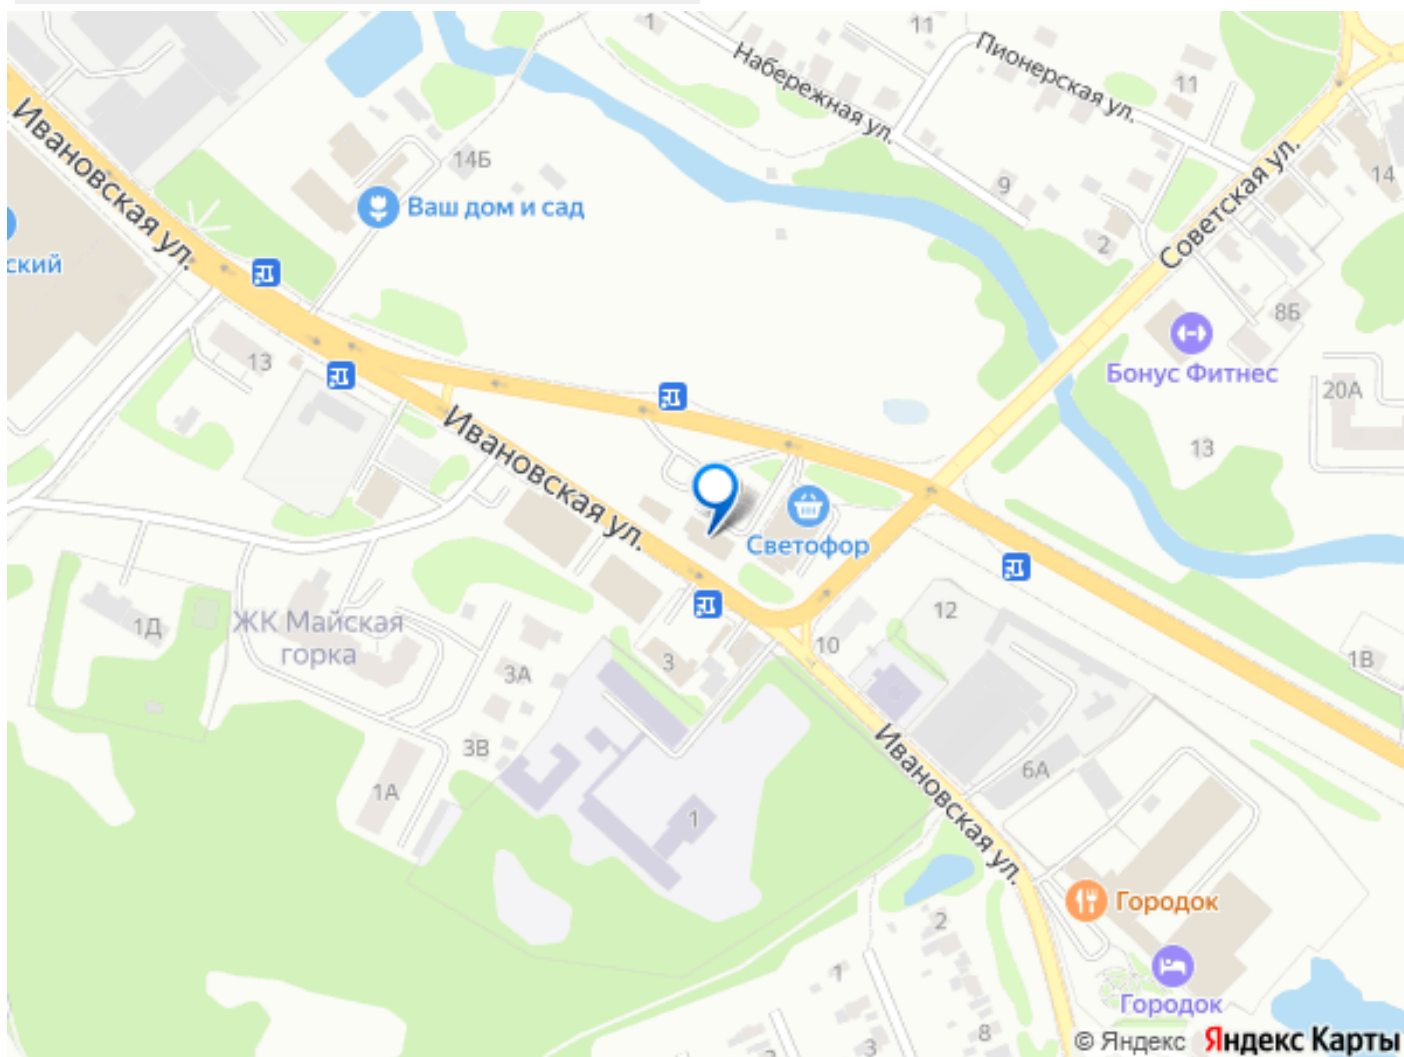 1
11
Пионерская ул.
Набережная ул.
11
Ивановская ул.
14Б
14
Советская ул.
9
Ваш дом и сад
2
ский
8Б
13
Бонус Фитнес
20А
Ивановская ул.
13
Светофор
12
1Д
ЖК Майская
горка
10
3
3А
1В
3В
Ивановская ул.
6А
1А
1
Городок
2
1
Городок
8
3
© Яндекс Яндекс Карты